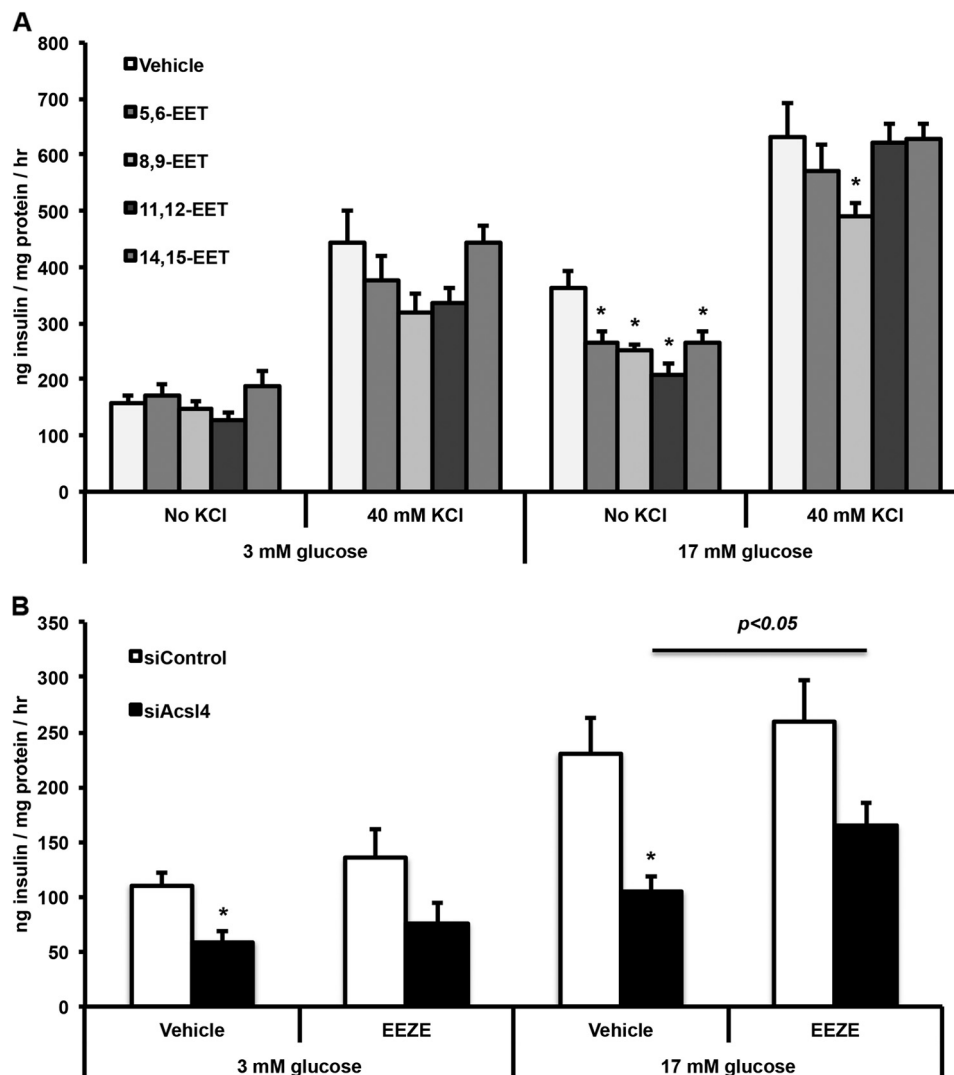 A
800
700
600
500
400
300
200
100
0
ng insulin / mg protein / hr
Vehicle
5,6-EET
8,9-EET
11,12-EET
14,15-EET
* * * * *
No KCl 40 mM KCl No KCl 40 mM KCl
3 mM glucose 17 mM glucose
B
350
300
250
200
150
100
50
0
ng insulin / mg protein / hr
siControl
siAcsl4
p<0.05
* *
Vehicle EEZE Vehicle EEZE
3 mM glucose 17 mM glucose